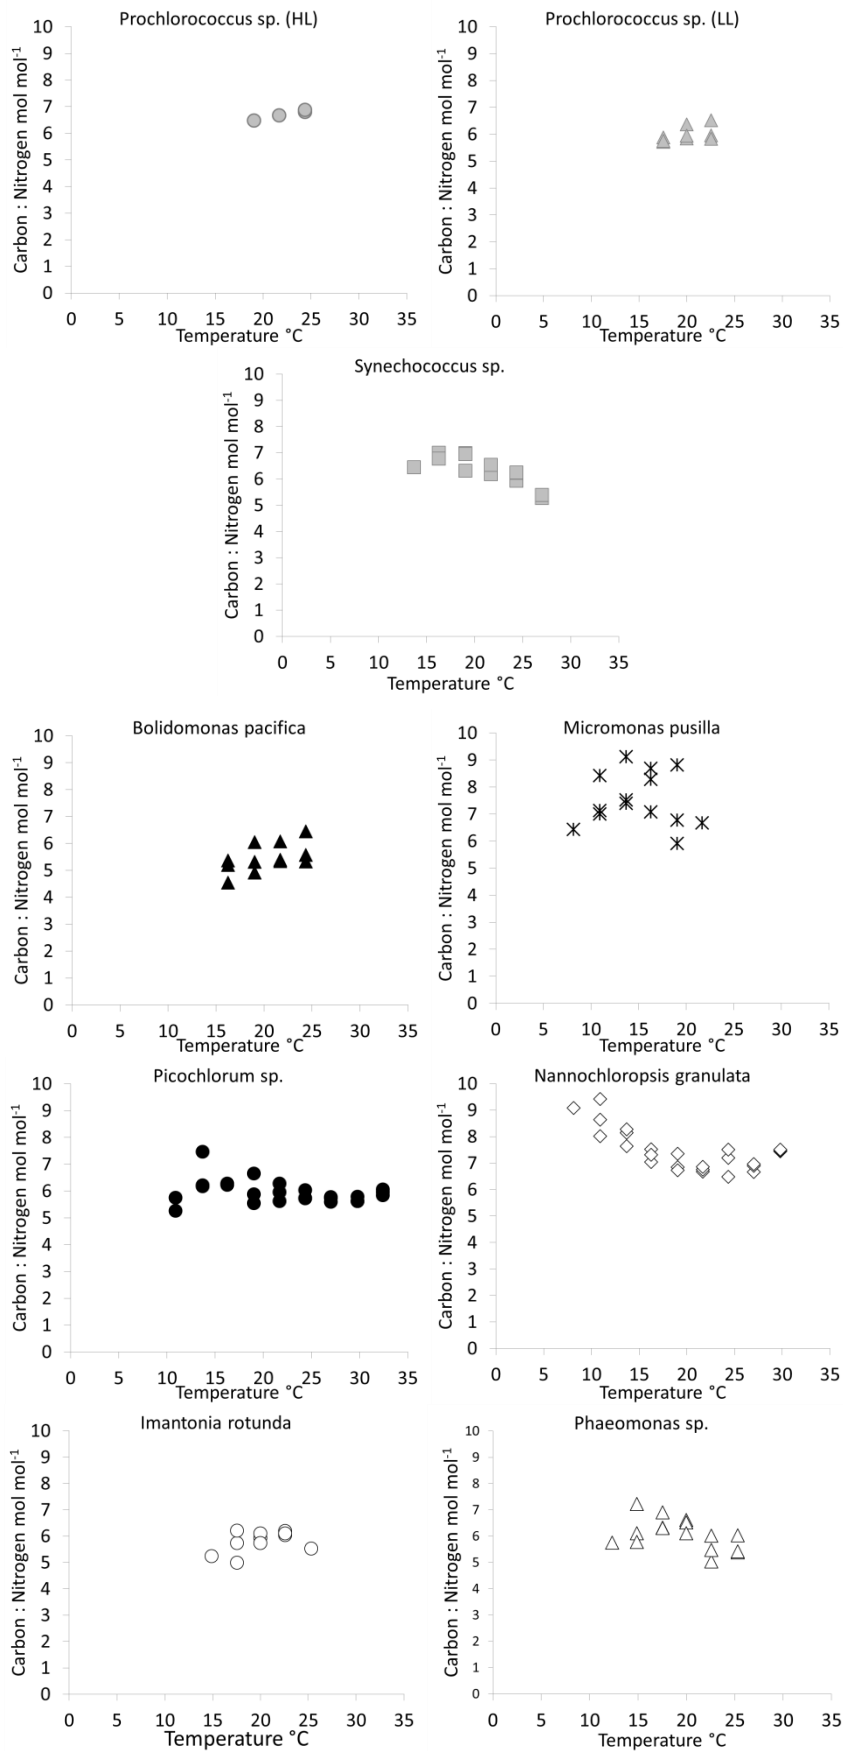 Prochlorococcus sp. (HL)
Carbon : Nitrogen mol mol-1
10
9
8
7
6
5
4
3
2
1
0
0 5 10 15 20 25 30 35
Temperature °C
Prochlorococcus sp. (LL)
Carbon : Nitrogen mol mol-1
10
9
8
7
6
5
4
3
2
1
0
0 5 10 15 20 25 30 35
Temperature °C
Synechococcus sp.
Carbon : Nitrogen mol mol-1
10
9
8
7
6
5
4
3
2
1
0
0 5 10 15 20 25 30 35
Temperature °C
Bolidomonas pacifica
Carbon : Nitrogen mol mol-1
10
9
8
7
6
5
4
3
2
1
0
0 5 10 15 20 25 30 35
Temperature °C
Micromonas pusilla
Carbon : Nitrogen mol mol-1
10
9
8
7
6
5
4
3
2
1
0
0 5 10 15 20 25 30 35
Temperature °C
Picochlorum sp.
Carbon : Nitrogen mol mol-1
10
9
8
7
6
5
4
3
2
1
0
0 5 10 15 20 25 30 35
Temperature °C
Nannochloropsis granulata
Carbon : Nitrogen mol mol-1
10
9
8
7
6
5
4
3
2
1
0
0 5 10 15 20 25 30 35
Temperature °C
Imantonia rotunda
Carbon : Nitrogen mol mol-1
10
9
8
7
6
5
4
3
2
1
0
0 5 10 15 20 25 30 35
Temperature °C
Phaeomonas sp.
Carbon : Nitrogen mol mol-1
10
9
8
7
6
5
4
3
2
1
0
0 5 10 15 20 25 30 35
Temperature °C